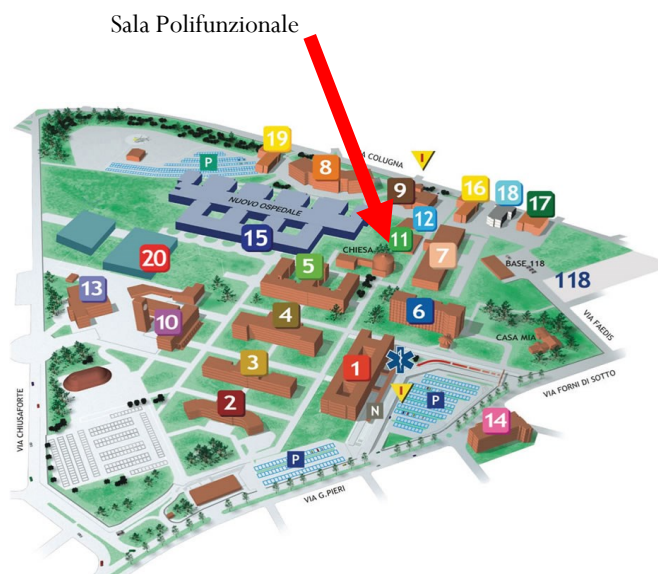 Sala Polifunzionale
19
P
8
A COLUGNA
I
9
16
18
17
NUOVO OSPEDALE
12
15
CHIESA
11
7
20
5
BASE 118
118
13
10
4
6
VIA FAEDIS
CASA MIA
3
1
VIA CHIUSAFORTE
2
I
N
P
VIA FORNI DI SOTTO
14
P
VIA G.PIERI